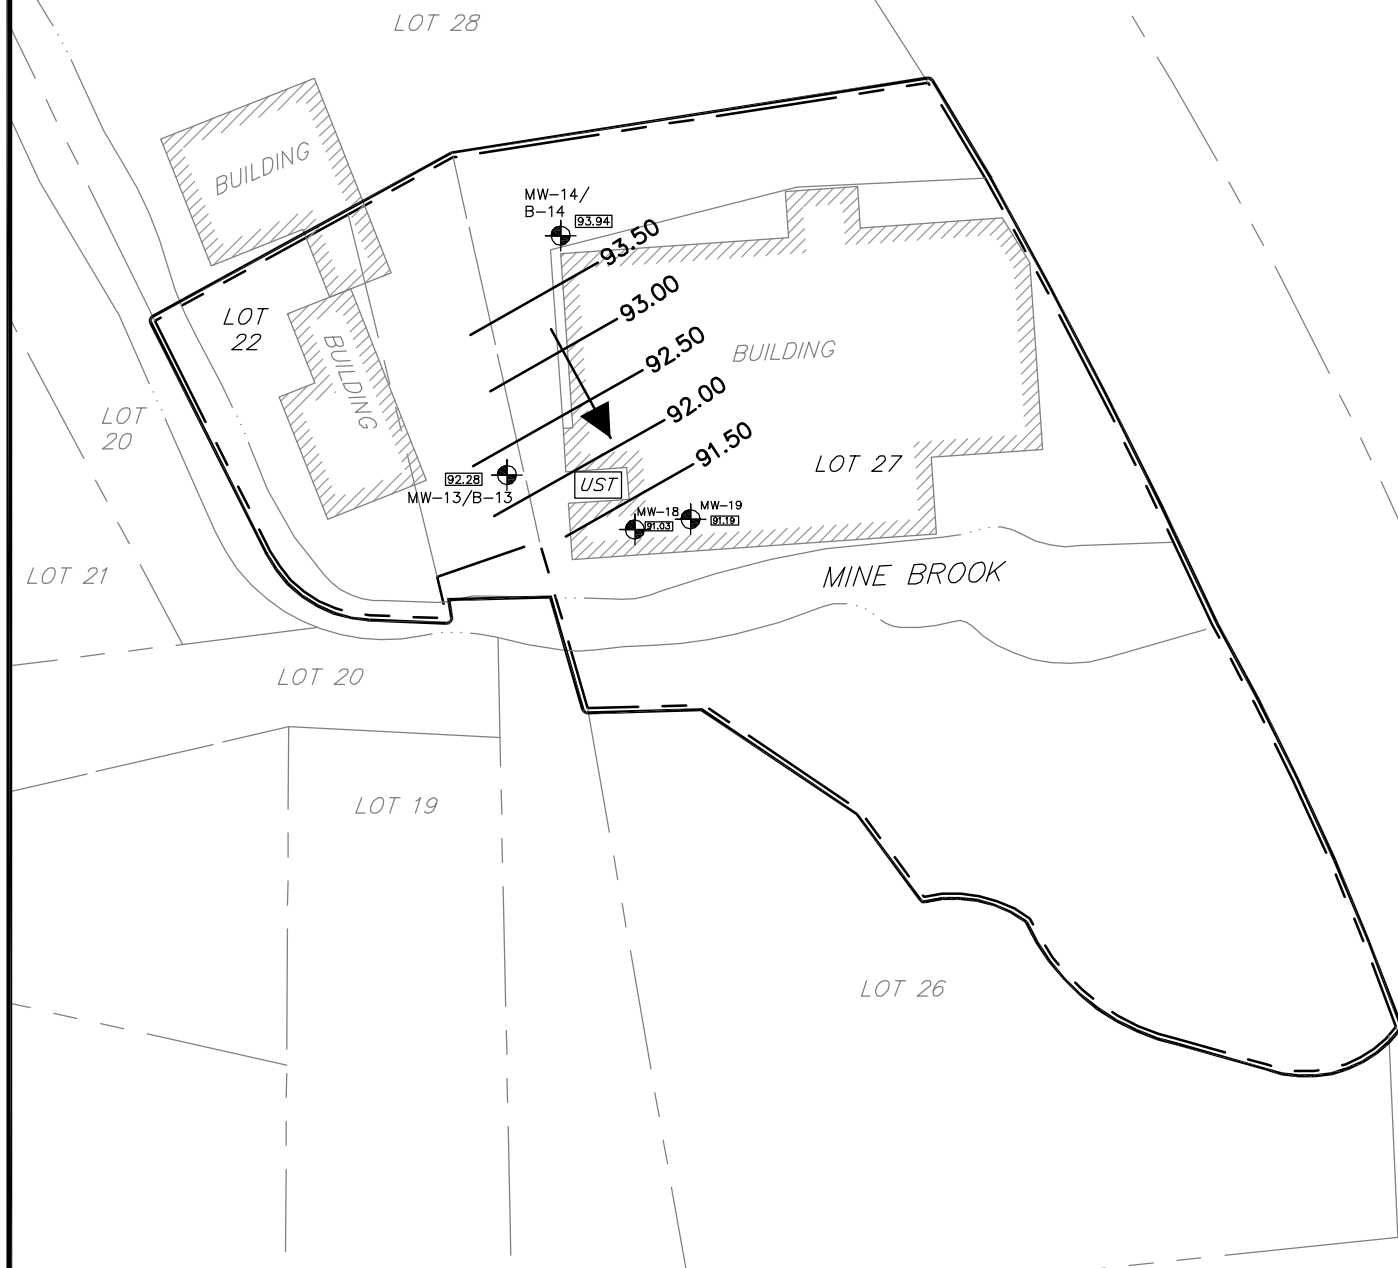 LOT 28
BUILDING
MW-14/
B-14
93.94
93.50
93.00
LOT
22
BUILDING
92.50
BUILDING
92.00
LOT
20
91.50
LOT 27
92.28
MW-13/B-13
UST
MW-18
91.03
MW-19
91.19
LOT 21
MINE BROOK
LOT 20
LOT 19
LOT 26